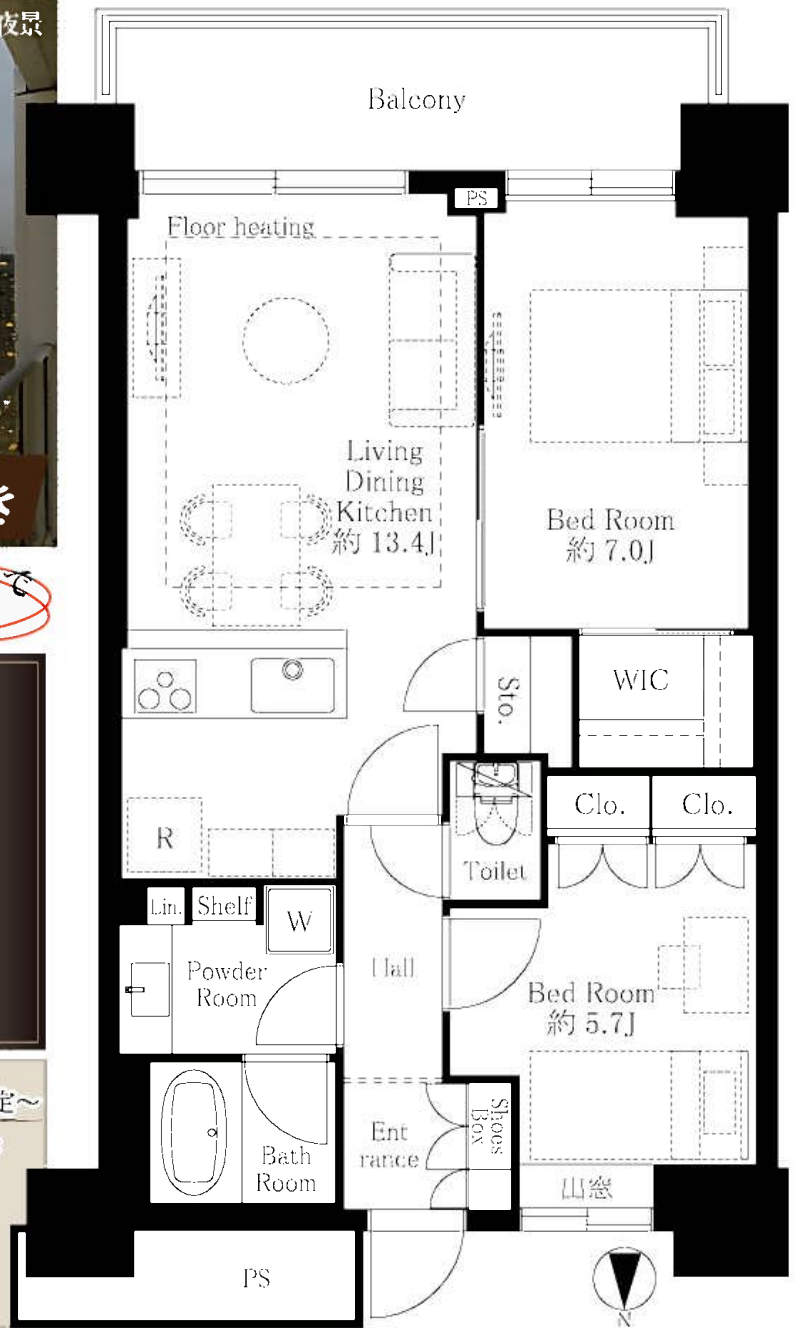 夜景
Balcony
PS
Floor heating
Living
Dining
Kitchen
約 13.4J
Bed Room
約 7.0J
WIC
Sto.
Clo.
Clo.
R
Toilet
Lin.
Shelf
W
Powder
Room
Hall
Bed Room
約 5.7J
Ent
rance
Shoes
Box
Bath
Room
出窓
PS
N
で
定～